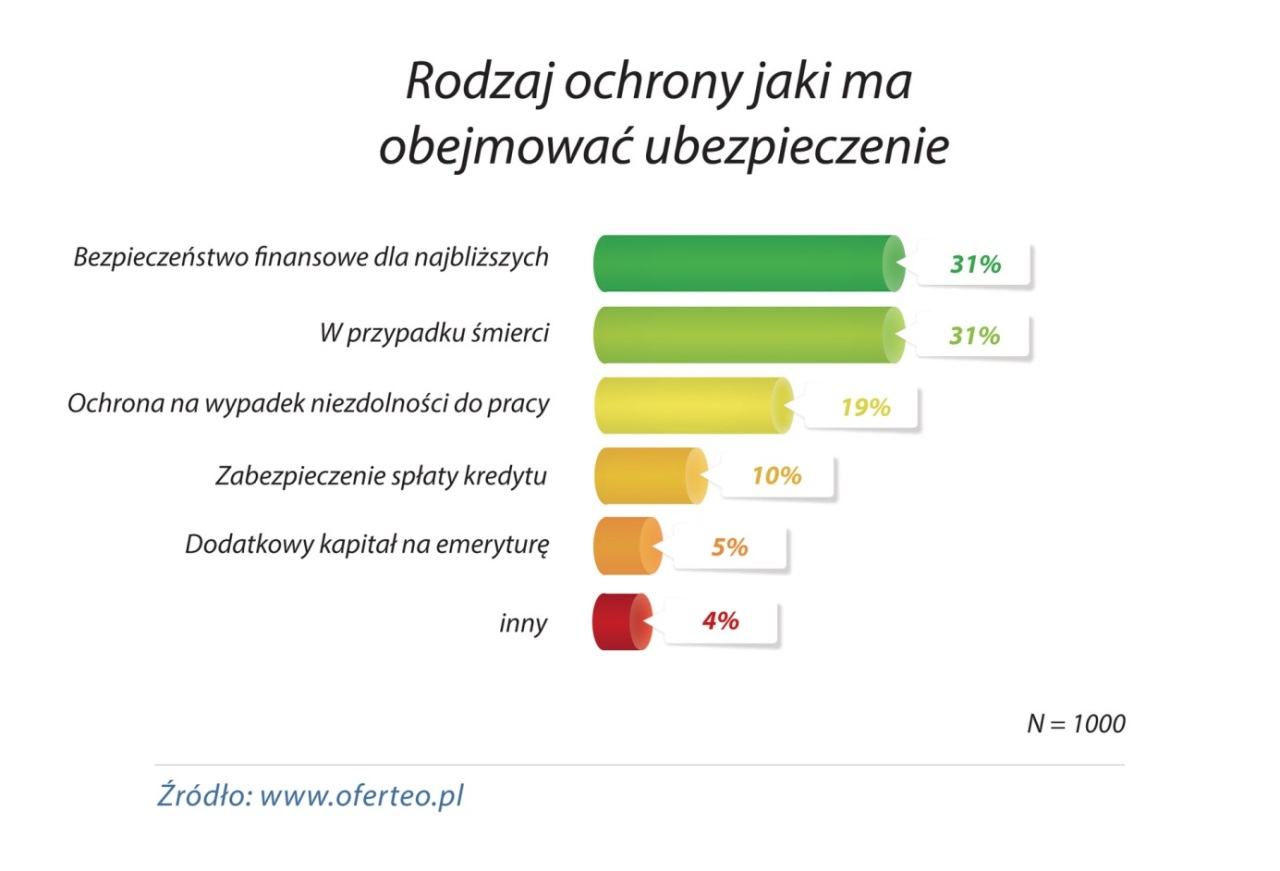 Rodzaj ochrony jaki ma
obejmować ubezpieczenie
Bezpieczeństwo finansowe dla najbliższych
31%
W przypadku śmierci
31%
Ochrona na wypadek niezdolności do pracy
19%
Zabezpieczenie spłaty kredytu
10%
Dodatkowy kapitał na emeryturę
5%
inny
4%
N = 1000
Źródło: www.oferteo.pl